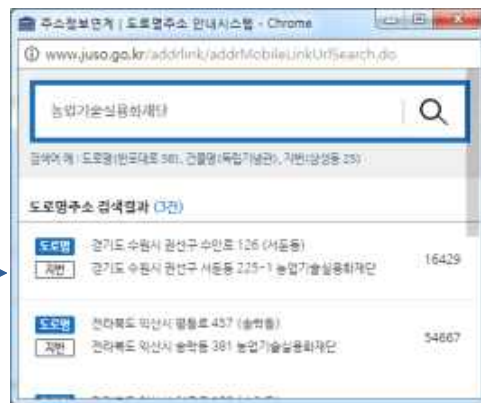 주소정보연계 | 도로명주소 안내시스템 - Chrome
www.juso.go.kr/addrlink/addrMobileLinkUrlSearch.do
농업기술실용화재단
검색어 예 : 도로명(반포대로 58), 건물명(독립기념관), 지번(삼성동 25)
도로명주소 검색결과 (3건)
도로명 경기도 수원시 권선구 수인로 126 (서둔동)
지번 경기도 수원시 권선구 서둔동 225-1 농업기술실용화재단
16429
도로명 전라북도 익산시 평동로 457 (송학동)
지번 전라북도 익산시 송학동 381 농업기술실용화재단
54667